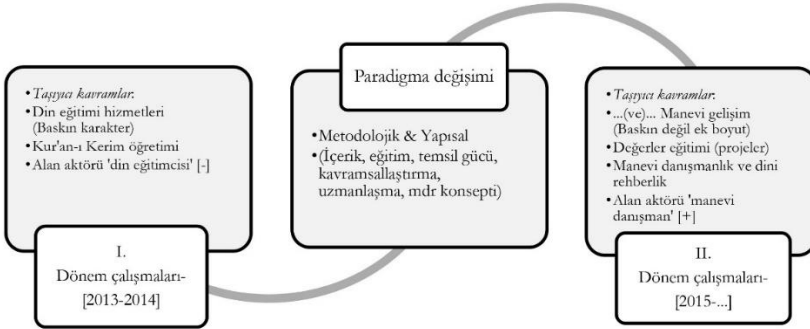 • Taşıyıcı kavramlar:
• Din eğitimi hizmetleri
(Baskın karakter)
• Kur'an-ı Kerim öğretimi
• Alan aktörü 'din eğitimcisi' [-]
I.
Dönem çalışmaları-
[2013-2014]
Paradigma değişimi
• Metodolojik & Yapısal
• (İçerik, eğitim, temsil gücü,
kavramsallaştırma,
uzmanlaşma, mdr konsepti)
• Taşıyıcı kavramlar:
• ...(ve)... Manevi gelişim
(Baskın değil ek boyut)
• Değerler eğitimi (projeler)
• Manevi danışmanlık ve dini
rehberlik
• Alan aktörü 'manevi
danışman' [+]
II.
Dönem çalışmaları-
[2015-...]